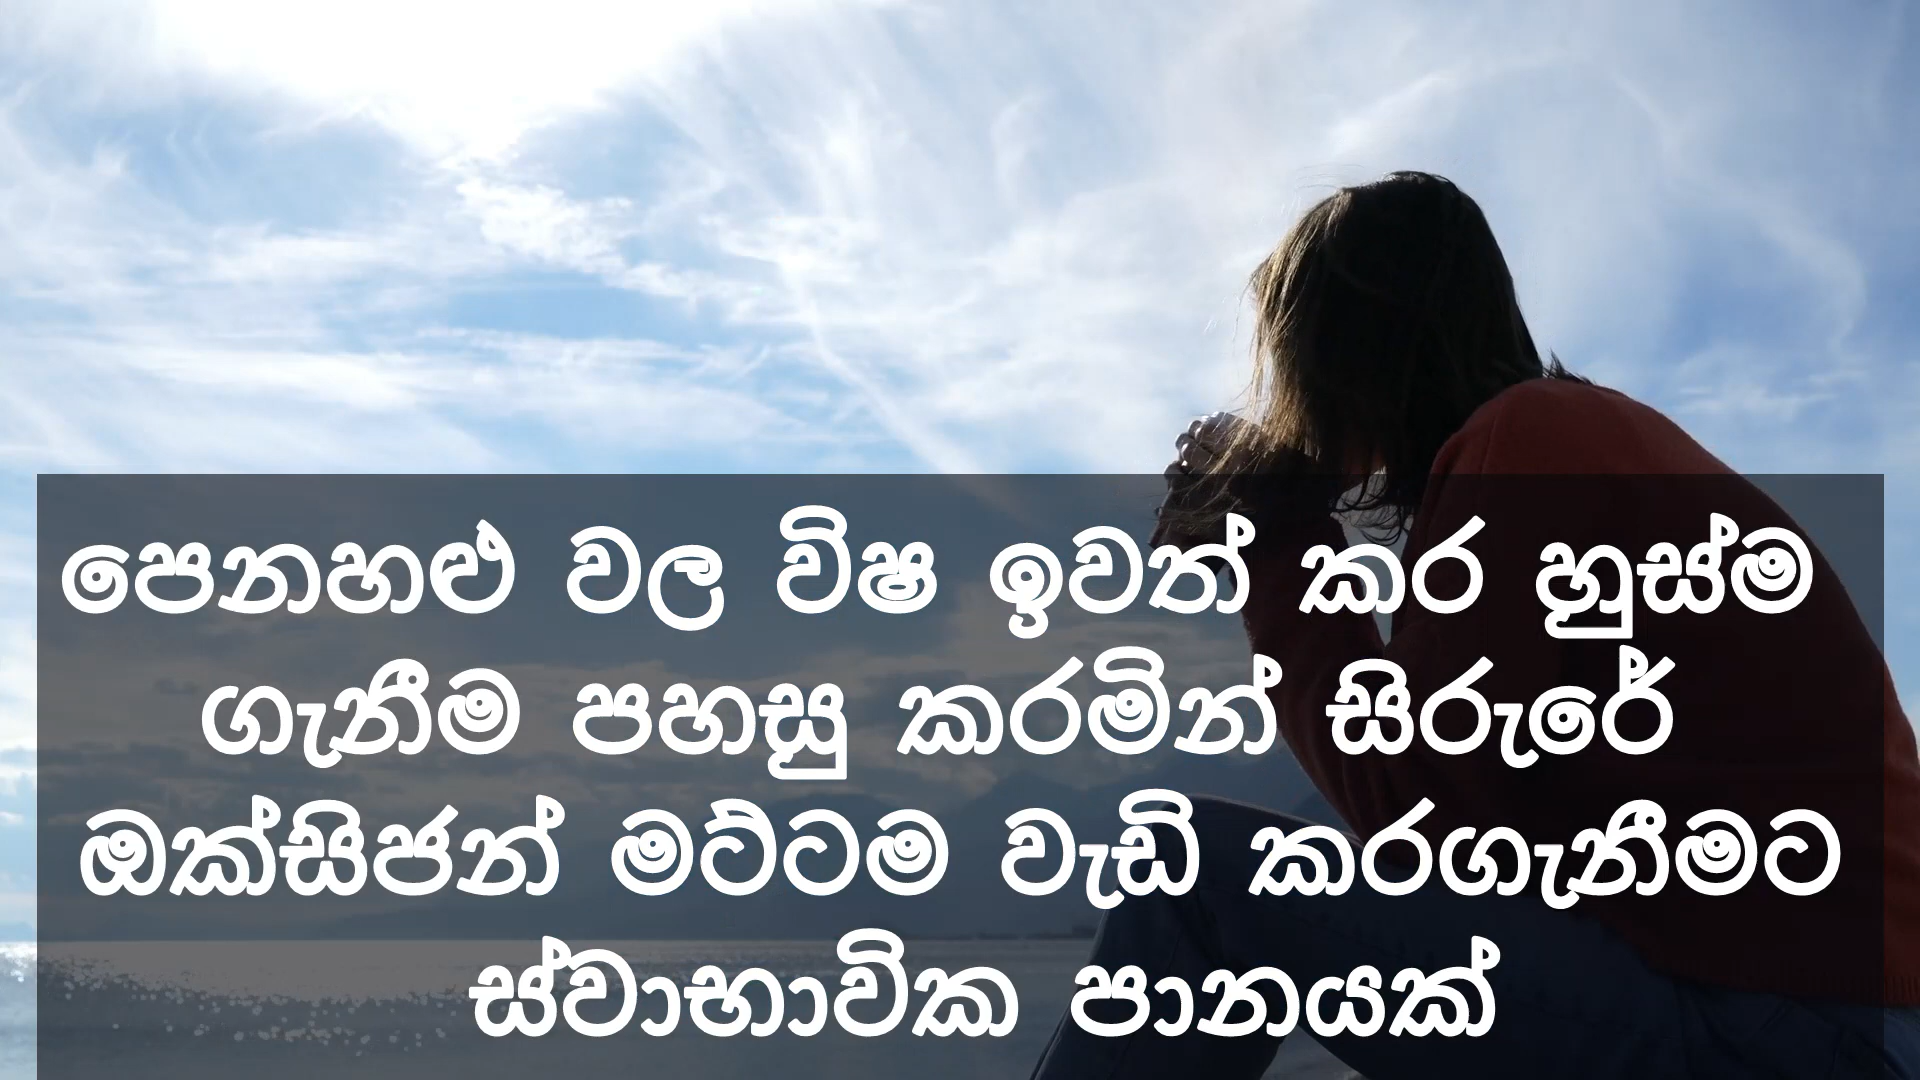 පෙනහළු වල විෂ ඉවත් කර හුස්ම
ගැනීම පහසු කරමින් සිරුරේ
ඔක්සිජන් මට්ටම වැඩි කරගැනීමට
ස්වාභාවික පානයක්